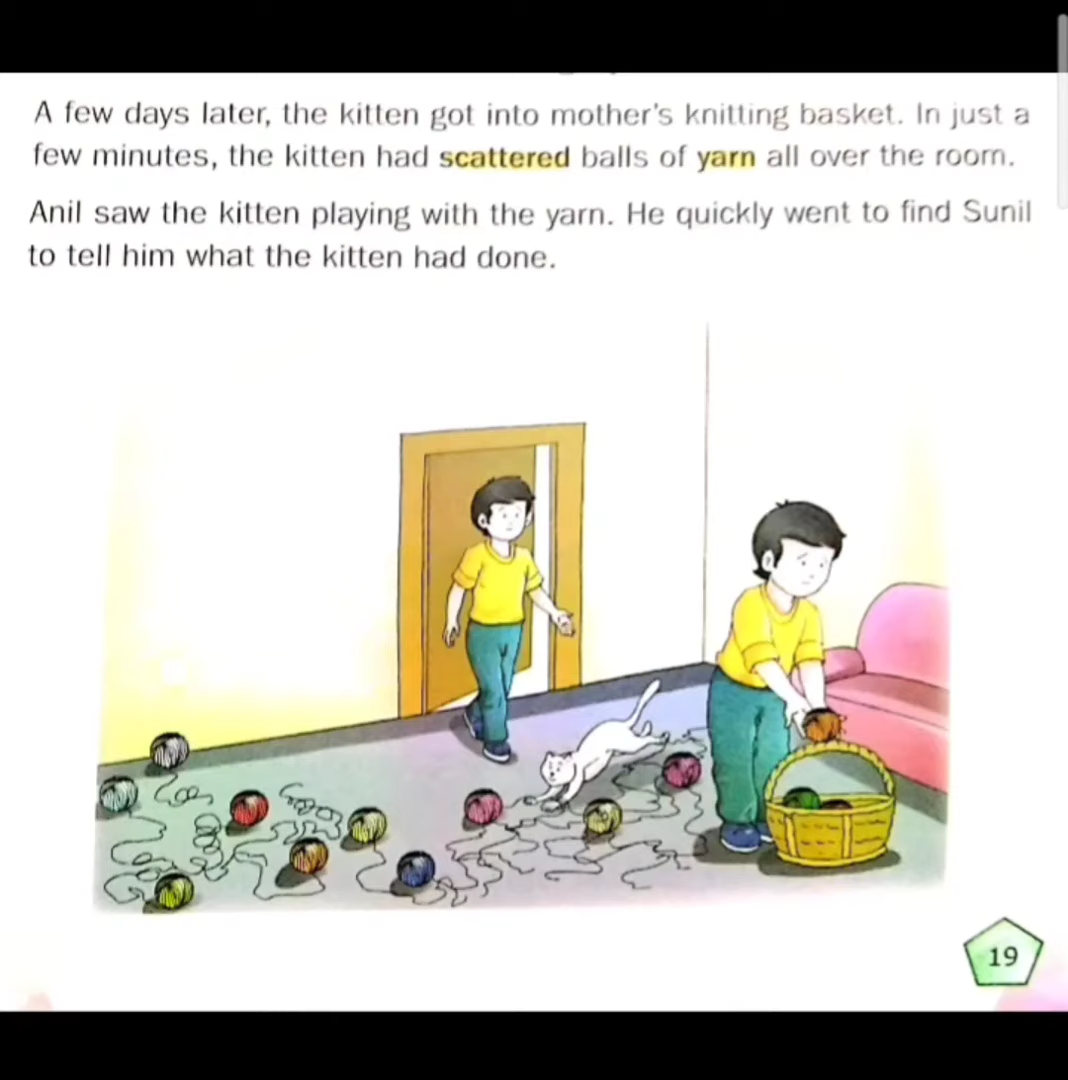 A few days later, the kitten got into mother's knitting basket. In just a
few minutes, the kitten had scattered balls of yarn all over the room.
Anil saw the kitten playing with the yarn. He quickly went to find Sunil
to tell him what the kitten had done.
19